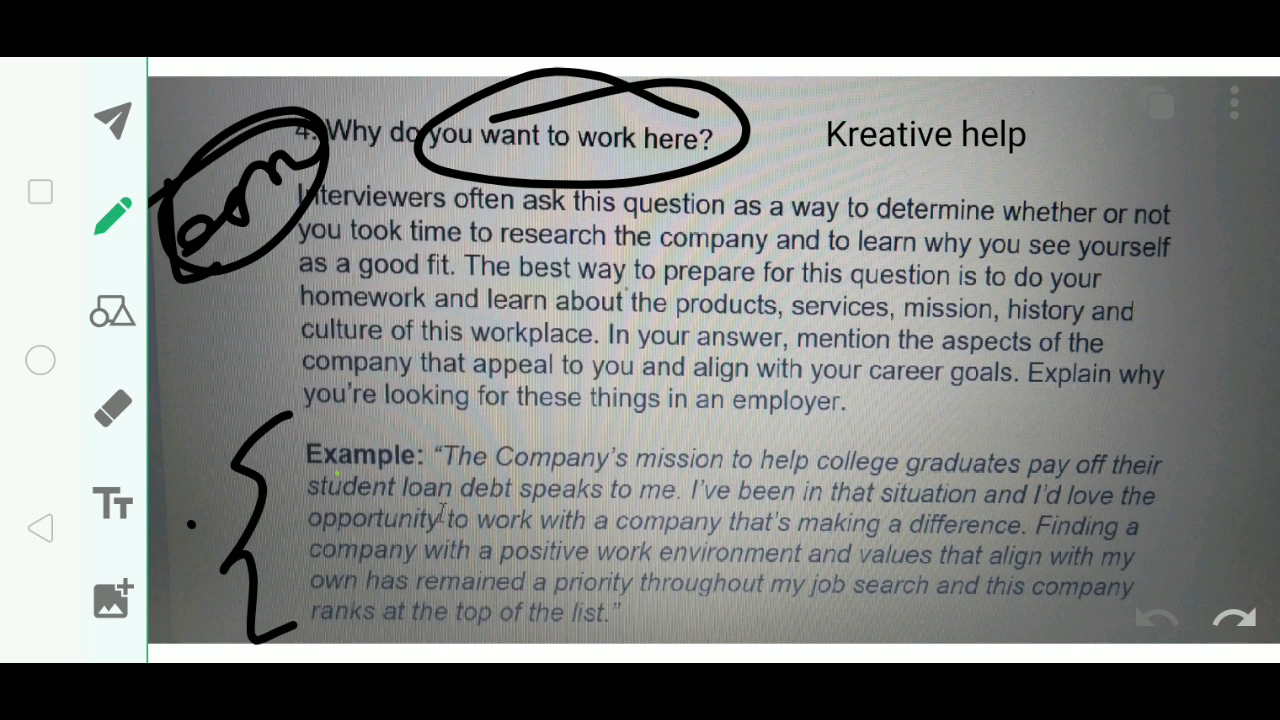 4. Why do you want to work here?
Kreative help
Interviewers often ask this question as a way to determine whether or not
you took time to research the company and to learn why you see yourself
as a good fit. The best way to prepare for this question is to do your
homework and learn about the products, services, mission, history and
culture of this workplace. In your answer, mention the aspects of the
company that appeal to you and align with your career goals. Explain why
you're looking for these things in an employer.
Example: “The Company's mission to help college graduates pay off their
student loan debt speaks to me. I've been in that situation and I'd love the
opportunity to work with a company that's making a difference. Finding a
company with a positive work environment and values that align with my
own has remained a priority throughout my job search and this company
ranks at the top of the list.”
TT